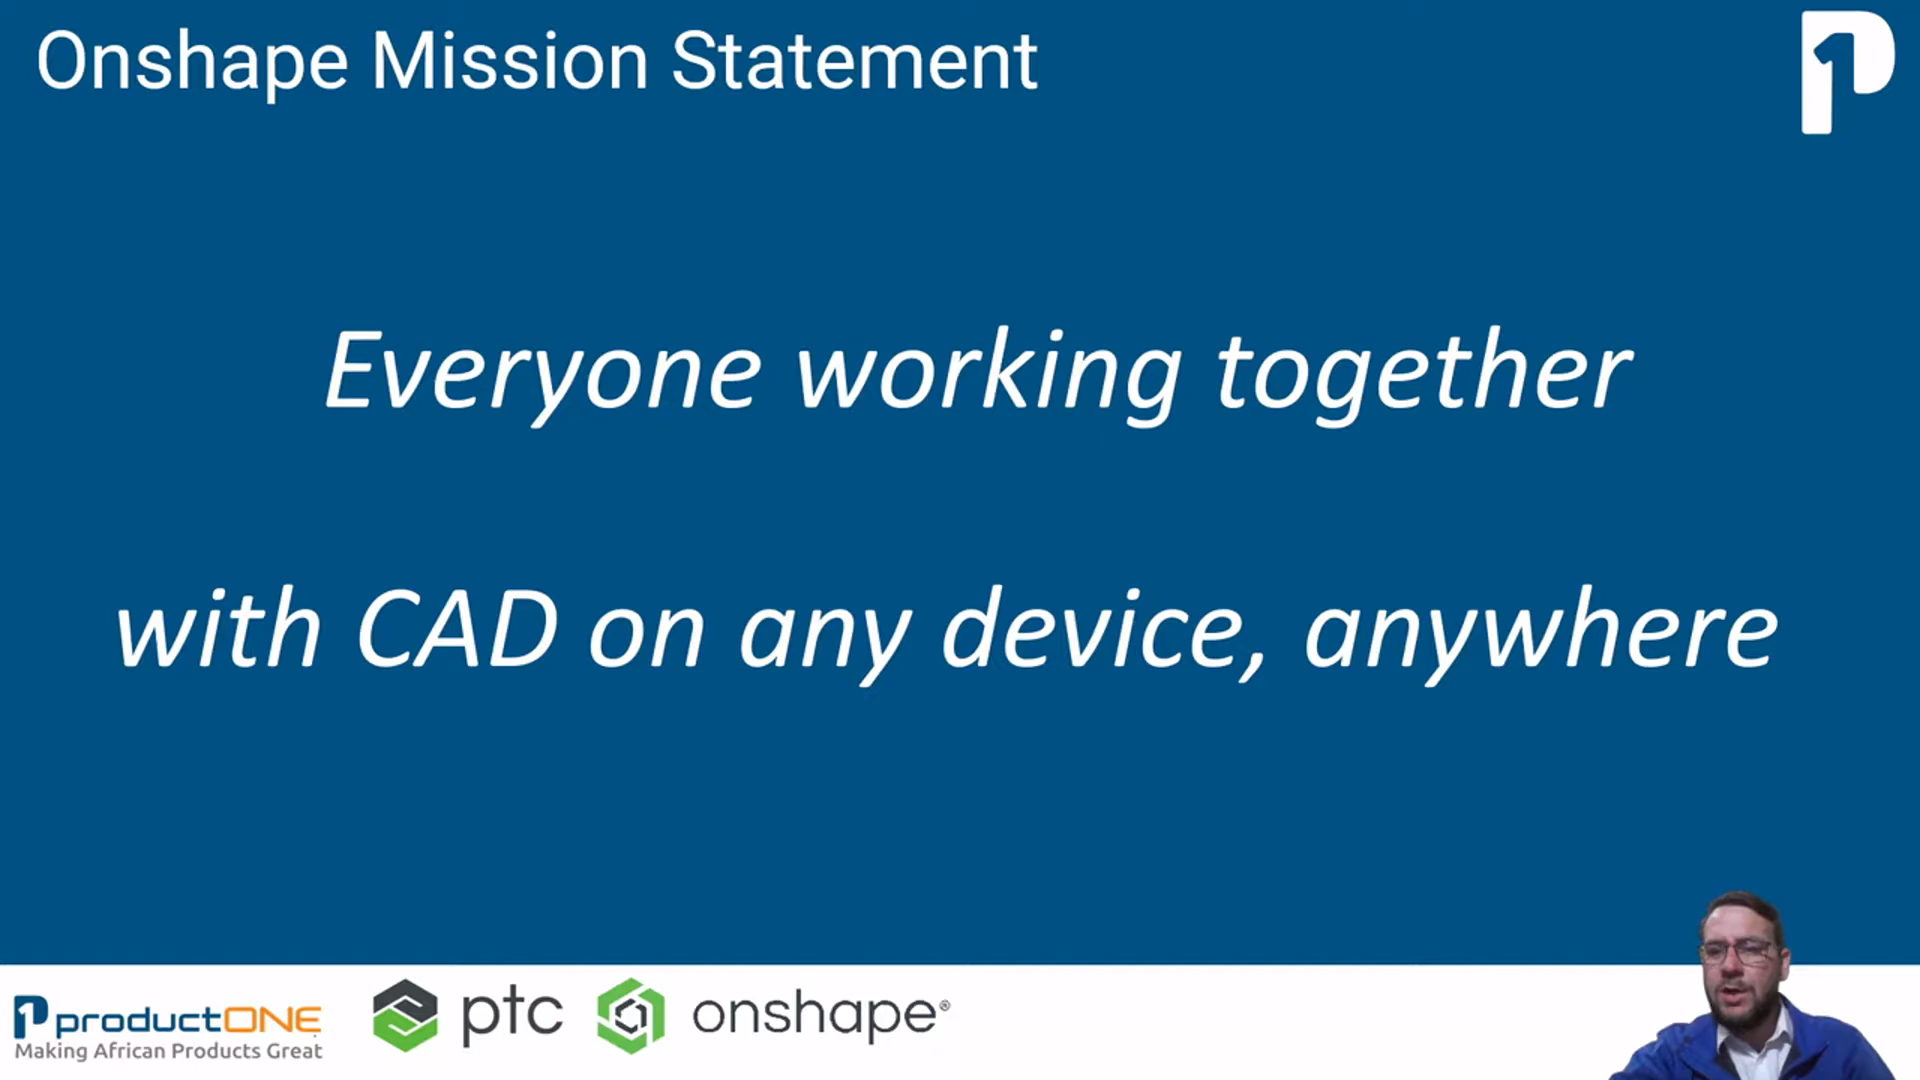 Onshape Mission Statement
Everyone working together
with CAD on any device, anywhere
productONE
Making African Products Great
ptc
onshape®